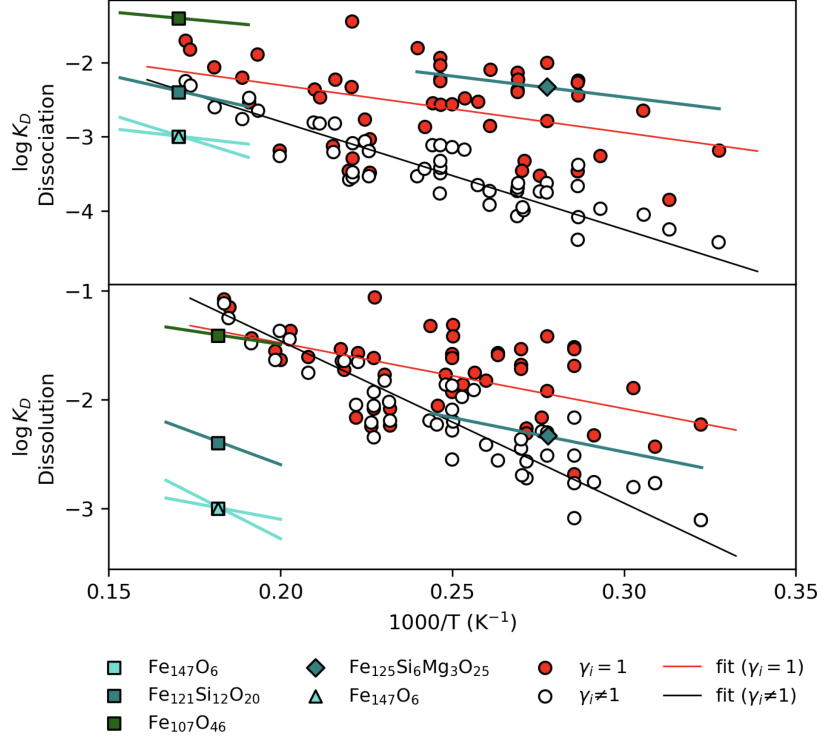 −2
−3
−4
log K_D
Dissociation
−1
−2
−3
log K_D
Dissolution
0.15 0.20 0.25 0.30 0.35
1000/T (K⁻¹)
Fe₁₄₇O₆ Fe₁₂₅Si₆Mg₃O₂₅ γᵢ = 1 fit (γᵢ = 1)
Fe₁₂₁Si₁₂O₂₀ Fe₁₄₇O₆ γᵢ≠1 fit (γᵢ≠1)
Fe₁₀₇O₄₆